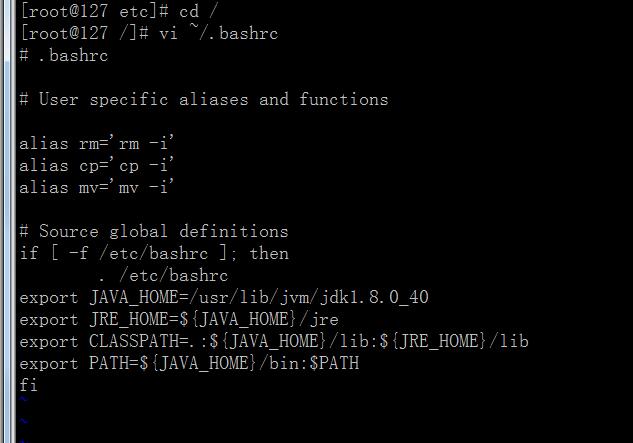 [root@127 etc]# cd /
[root@127 /]# vi ~/.bashrc
# .bashrc
# User specific aliases and functions
alias rm='rm -i'
alias cp='cp -i'
alias mv='mv -i'
# Source global definitions
if [ -f /etc/bashrc ]; then
        . /etc/bashrc
export JAVA_HOME=/usr/lib/jvm/jdk1.8.0_40
export JRE_HOME=${JAVA_HOME}/jre
export CLASSPATH=.:${JAVA_HOME}/lib:${JRE_HOME}/lib
export PATH=${JAVA_HOME}/bin:$PATH
fi
~
~
~